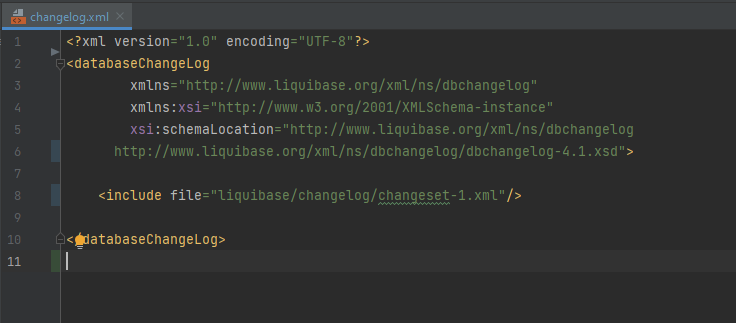 changelog.xml
1 <?xml version="1.0" encoding="UTF-8"?>
2 <databaseChangeLog
3 xmlns="http://www.liquibase.org/xml/ns/dbchangelog"
4 xmlns:xsi="http://www.w3.org/2001/XMLSchema-instance"
5 xsi:schemaLocation="http://www.liquibase.org/xml/ns/dbchangelog
6 http://www.liquibase.org/xml/ns/dbchangelog/dbchangelog-4.1.xsd">
7
8 <include file="liquibase/changelog/changeset-1.xml"/>
9
10 </databaseChangeLog>
11